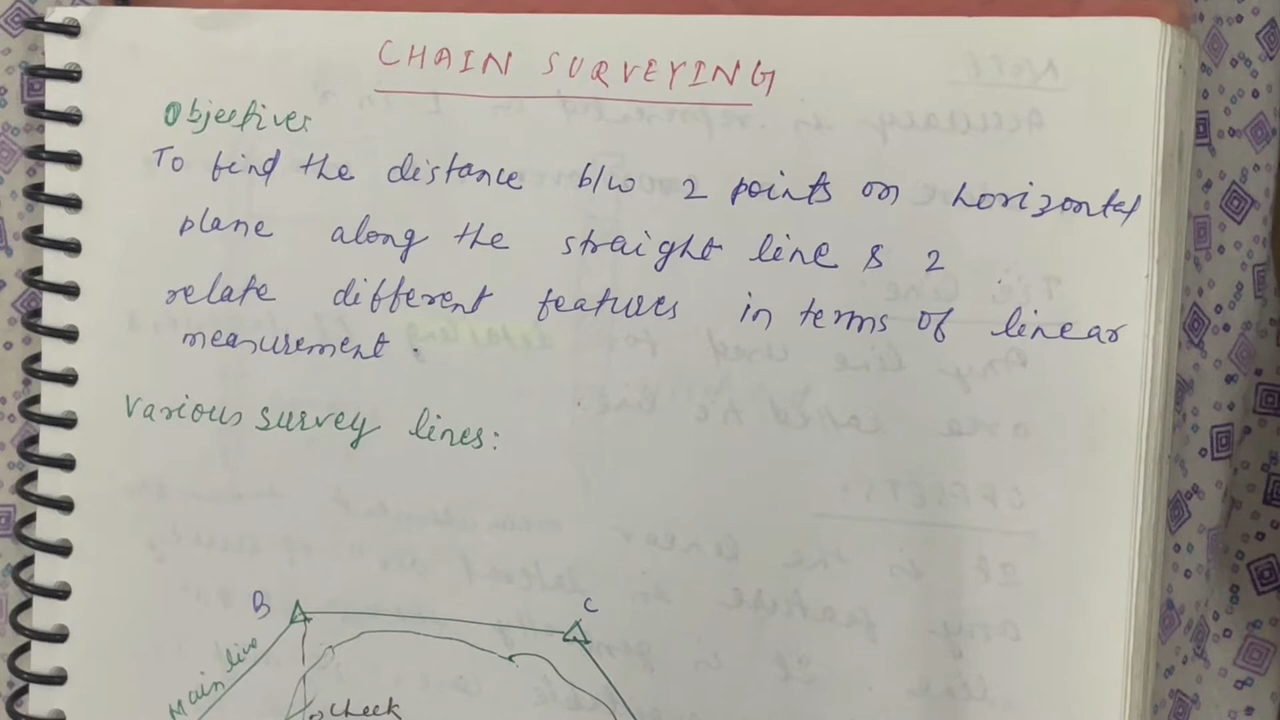 CHAIN SURVEYING
Objectives
To find the distance b/w 2 points on horizontal
plane along the straight line & 2
relate different features in terms of linear
measurement.
Various survey lines:
B
C
Main line
Check